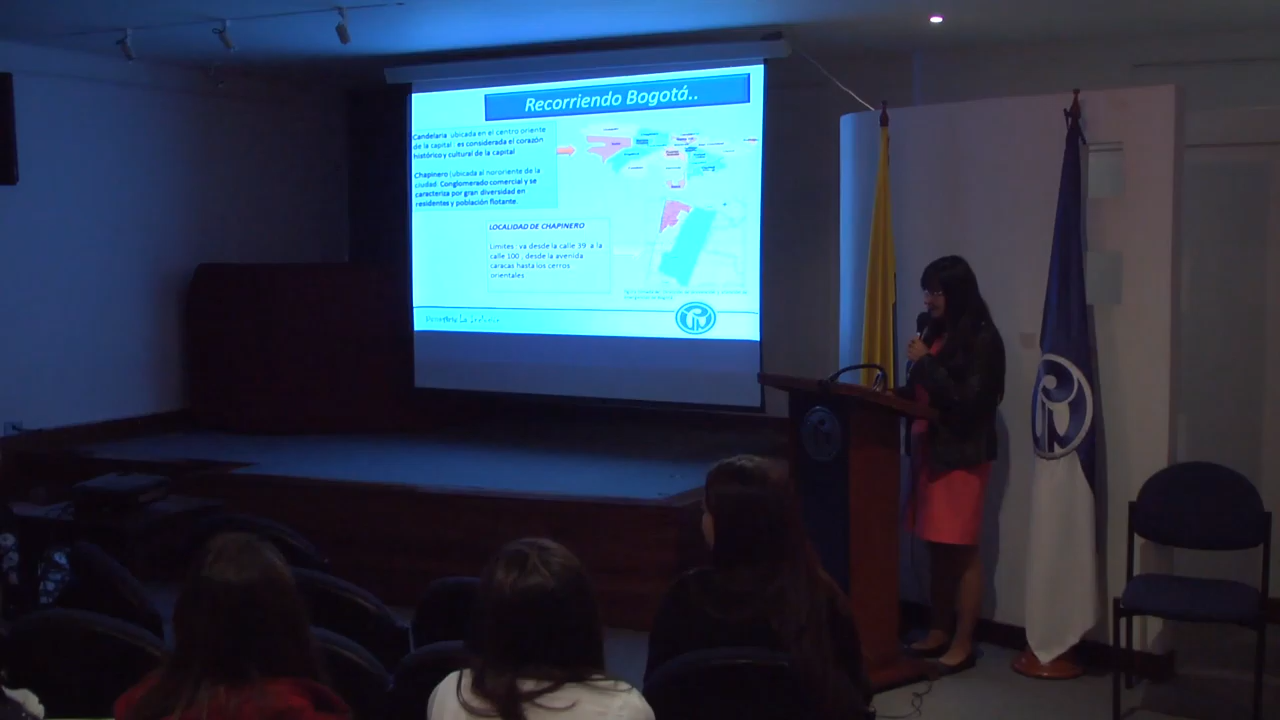 Recorriendo Bogotá..
Candelaria ubicada en el centro oriente
de la capital : es considerada el corazón
histórico y cultural de la capital
Chapinero (ubicada al nororiente de la
ciudad. Conglomerado comercial y se
caracteriza por gran diversidad en
residentes y población flotante.
LOCALIDAD DE CHAPINERO
Limites : va desde la calle 39 a la
calle 100 , desde la avenida
caracas hasta los cerros
orientales